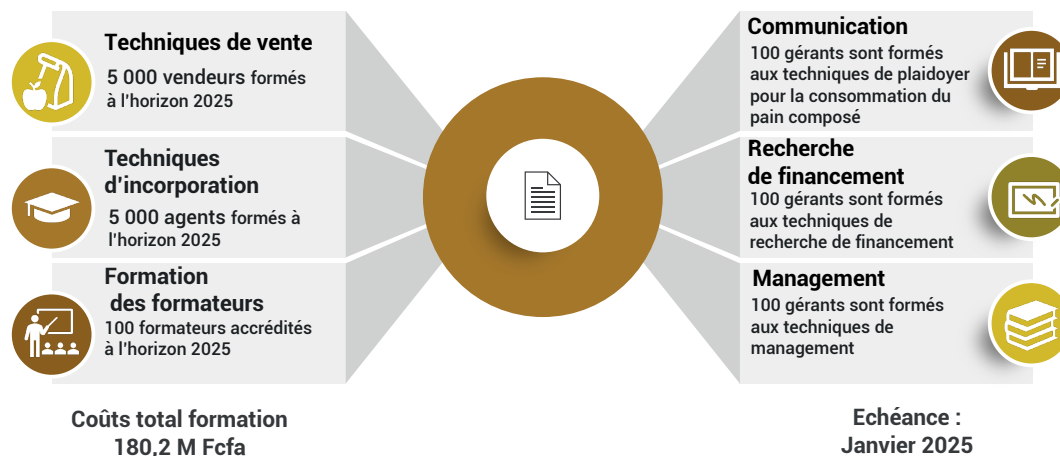 Techniques de vente
5 000 vendeurs formés
à l'horizon 2025
Techniques
d'incorporation
5 000 agents formés à
l'horizon 2025
Formation
des formateurs
100 formateurs accrédités
à l'horizon 2025
Coûts total formation
180,2 M Fcfa
Communication
100 gérants sont formés
aux techniques de plaidoyer
pour la consommation du
pain composé
Recherche
de financement
100 gérants sont formés
aux techniques de
recherche de financement
Management
100 gérants sont formés
aux techniques de
management
Echéance :
Janvier 2025